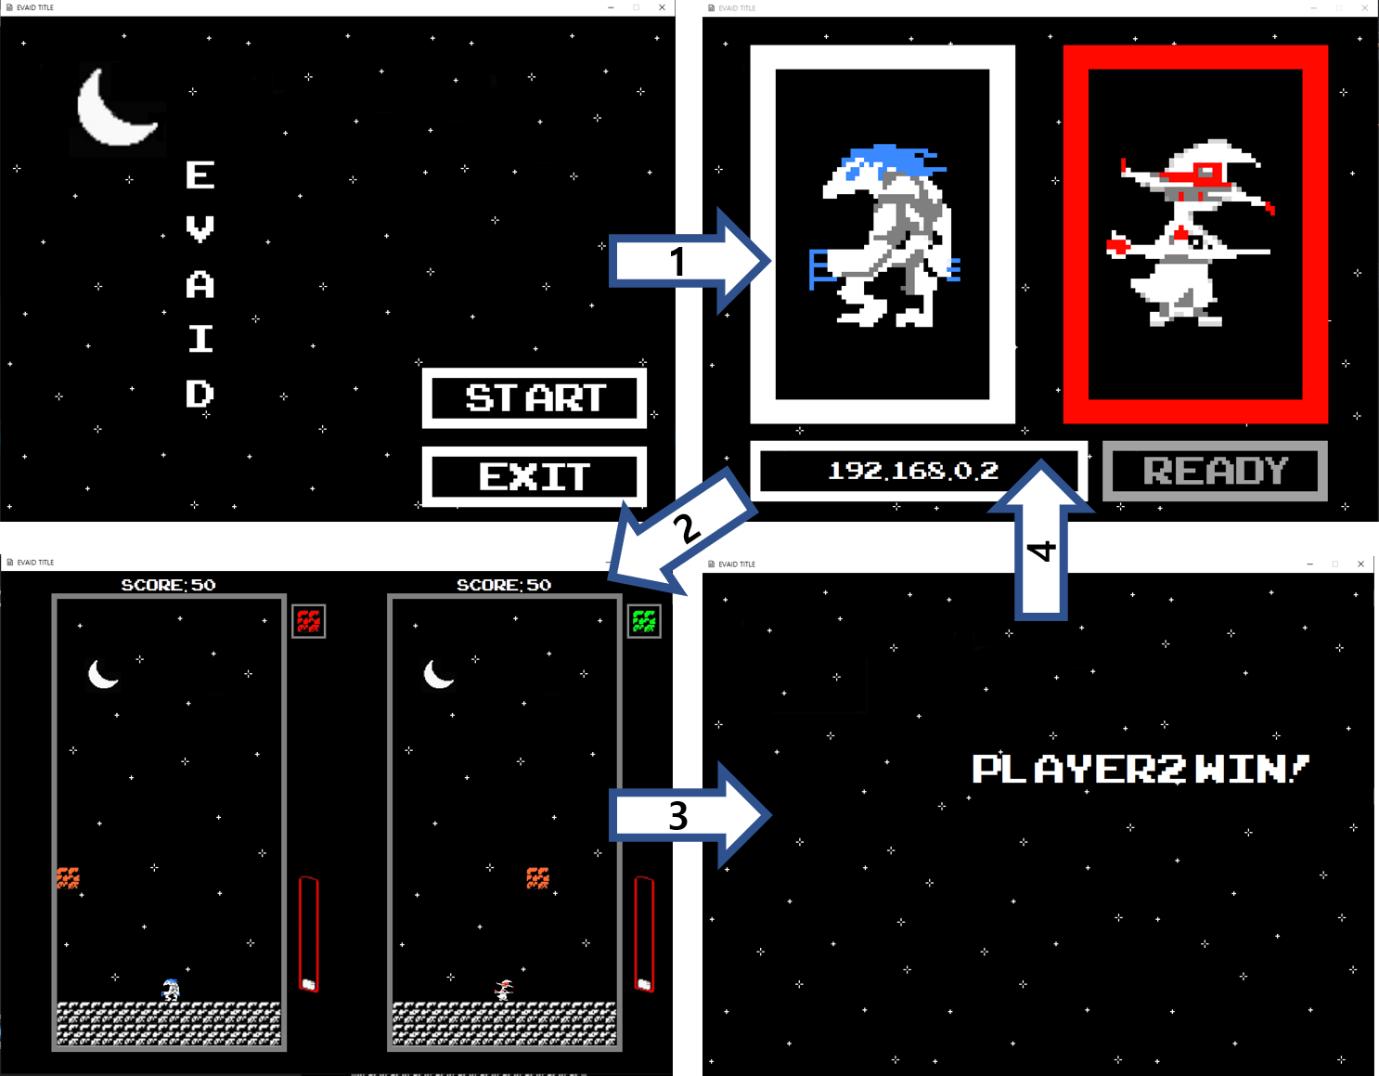 EVAID TITLE
E
V
A
I
D
START
EXIT
1
EVAID TITLE
192.168.0.2
READY
2
EVAID TITLE
SCORE:50
SCORE:50
3
EVAID TITLE
PLAYER2 WIN!
4